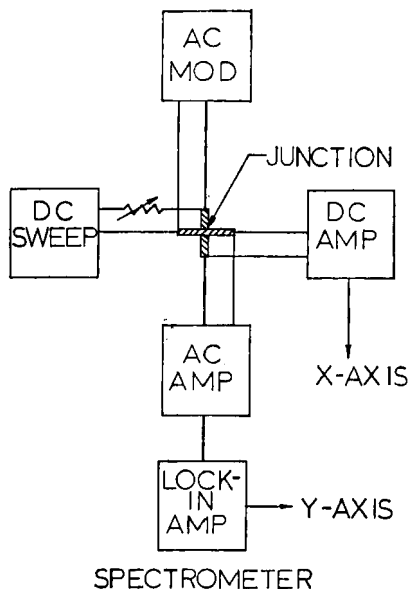 AC
MOD
JUNCTION
DC
SWEEP
DC
AMP
AC
AMP
X-AXIS
LOCK-
IN
AMP
Y-AXIS
SPECTROMETER